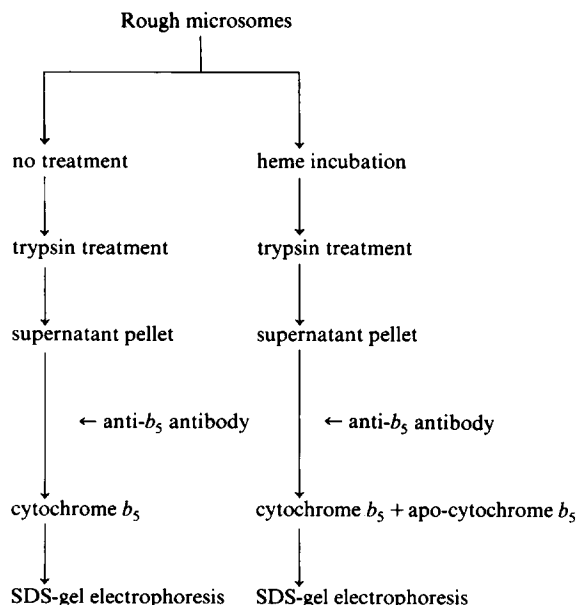 Rough microsomes
no treatment
heme incubation
trypsin treatment
trypsin treatment
supernatant pellet
supernatant pellet
← anti-b₅ antibody
← anti-b₅ antibody
cytochrome b₅
cytochrome b₅ + apo-cytochrome b₅
SDS-gel electrophoresis
SDS-gel electrophoresis